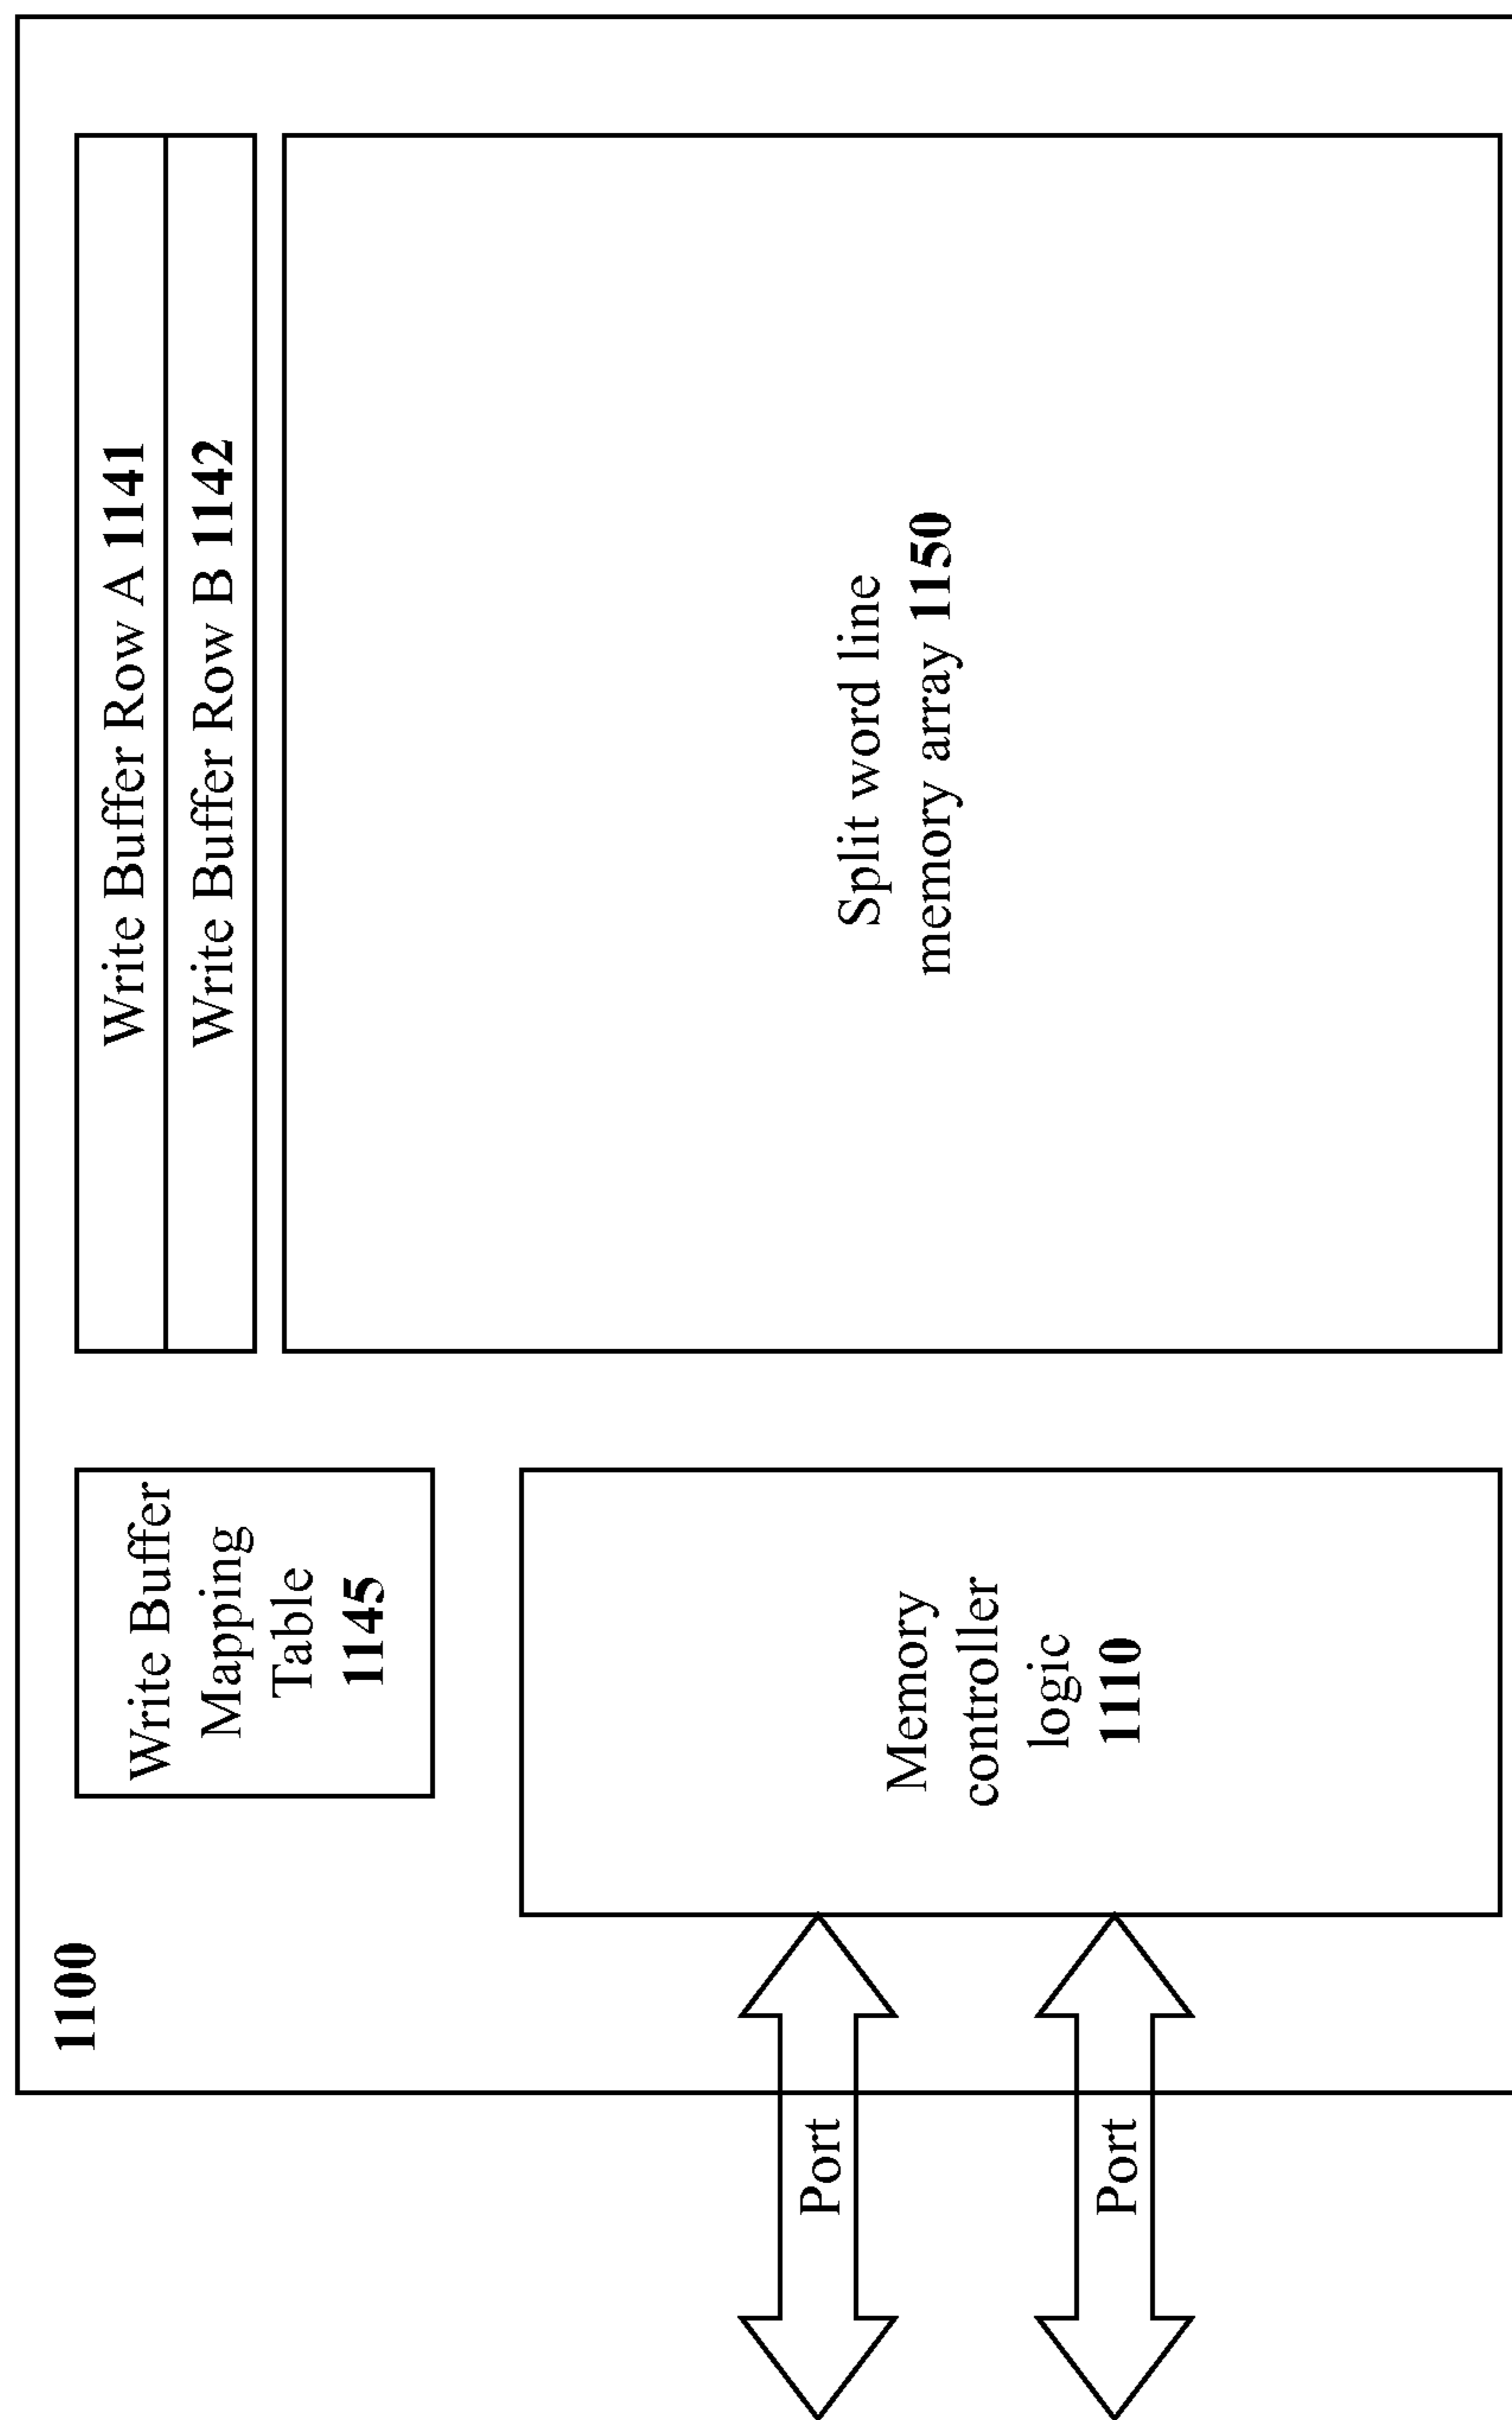 1100
Write Buffer
Mapping
Table
1145
Write Buffer Row A 1141
Write Buffer Row B 1142
Port
Port
Memory
controller
logic
1110
Split word line
memory array 1150